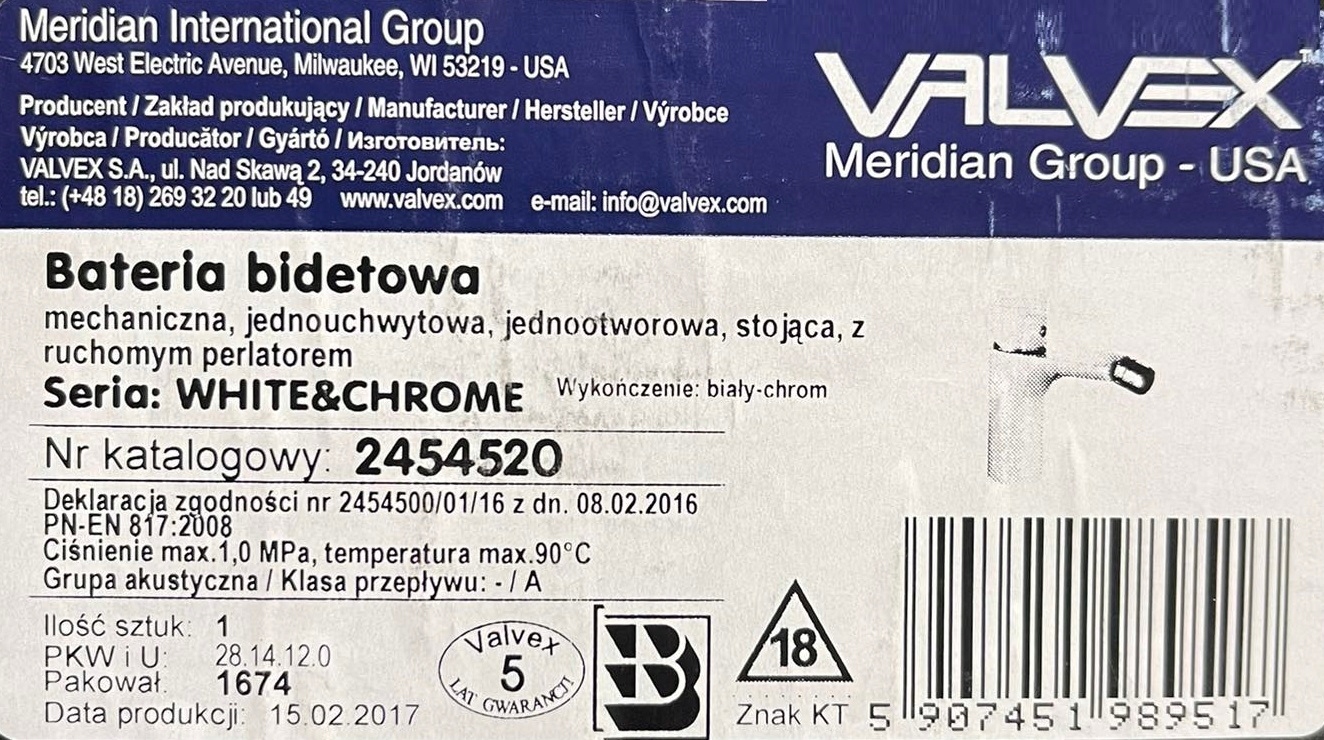 Meridian International Group
4703 West Electric Avenue, Milwaukee, WI 53219 - USA
Producent / Zakład produkujący / Manufacturer / Hersteller / Výrobce
Výrobca / Producător / Gyártó / Изготовитель:
VALVEX S.A., ul. Nad Skawą 2, 34-240 Jordanów
tel.: (+48 18) 269 32 20 lub 49 www.valvex.com e-mail: info@valvex.com
VALVEX™
Meridian Group - USA
Bateria bidetowa
mechaniczna, jednouchwytowa, jednootworowa, stojąca, z
ruchomym perlatorem
Seria: WHITE&CHROME Wykończenie: biały-chrom
Nr katalogowy: 2454520
Deklaracja zgodności nr 2454500/01/16 z dn. 08.02.2016
PN-EN 817:2008
Ciśnienie max.1,0 MPa, temperatura max.90°C
Grupa akustyczna / Klasa przepływu: - / A
Ilość sztuk: 1
PKW i U: 28.14.12.0
Pakował: 1674
Data produkcji: 15.02.2017
Valvex
5
LAT GWARANCJI
B
18
Znak KT
5 907451 989517